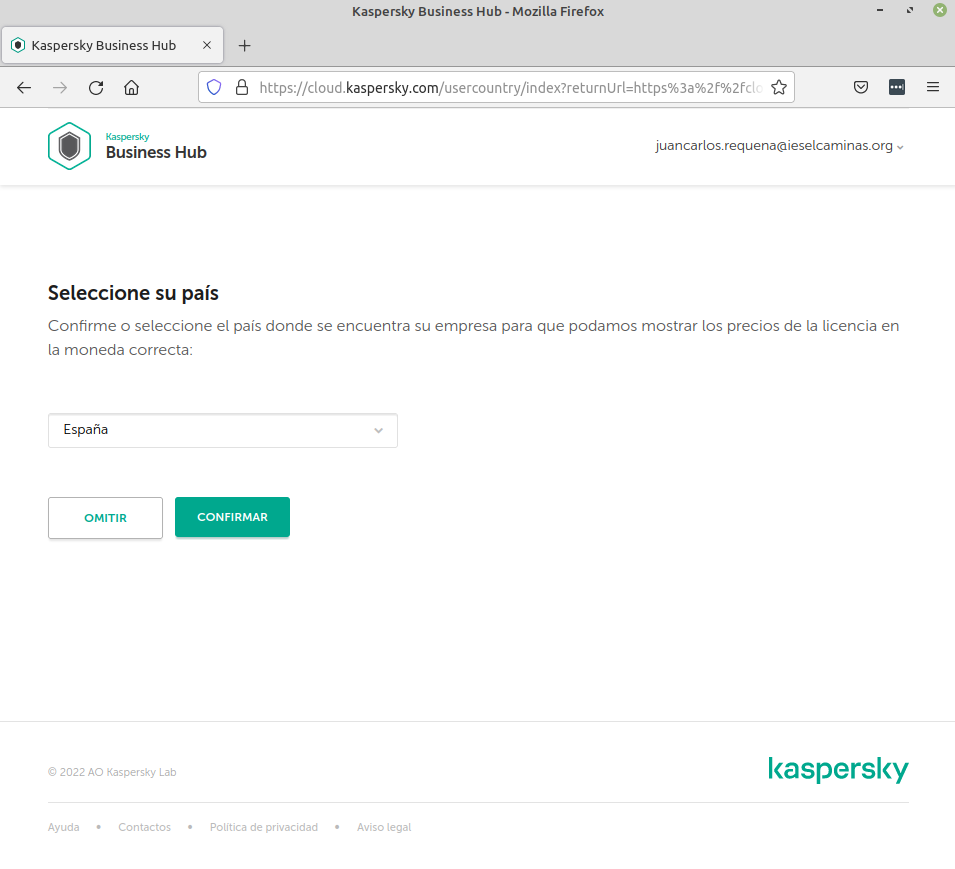 Kaspersky Business Hub - Mozilla Firefox
Kaspersky Business Hub
https://cloud.kaspersky.com/usercountry/index?returnUrl=https%3a%2f%2fclo
Kaspersky
Business Hub
juancarlos.requena@ieselcaminas.org
Seleccione su país
Confirme o seleccione el país donde se encuentra su empresa para que podamos mostrar los precios de la licencia en
la moneda correcta:
España
OMITIR
CONFIRMAR
© 2022 AO Kaspersky Lab
kaspersky
Ayuda • Contactos • Política de privacidad • Aviso legal